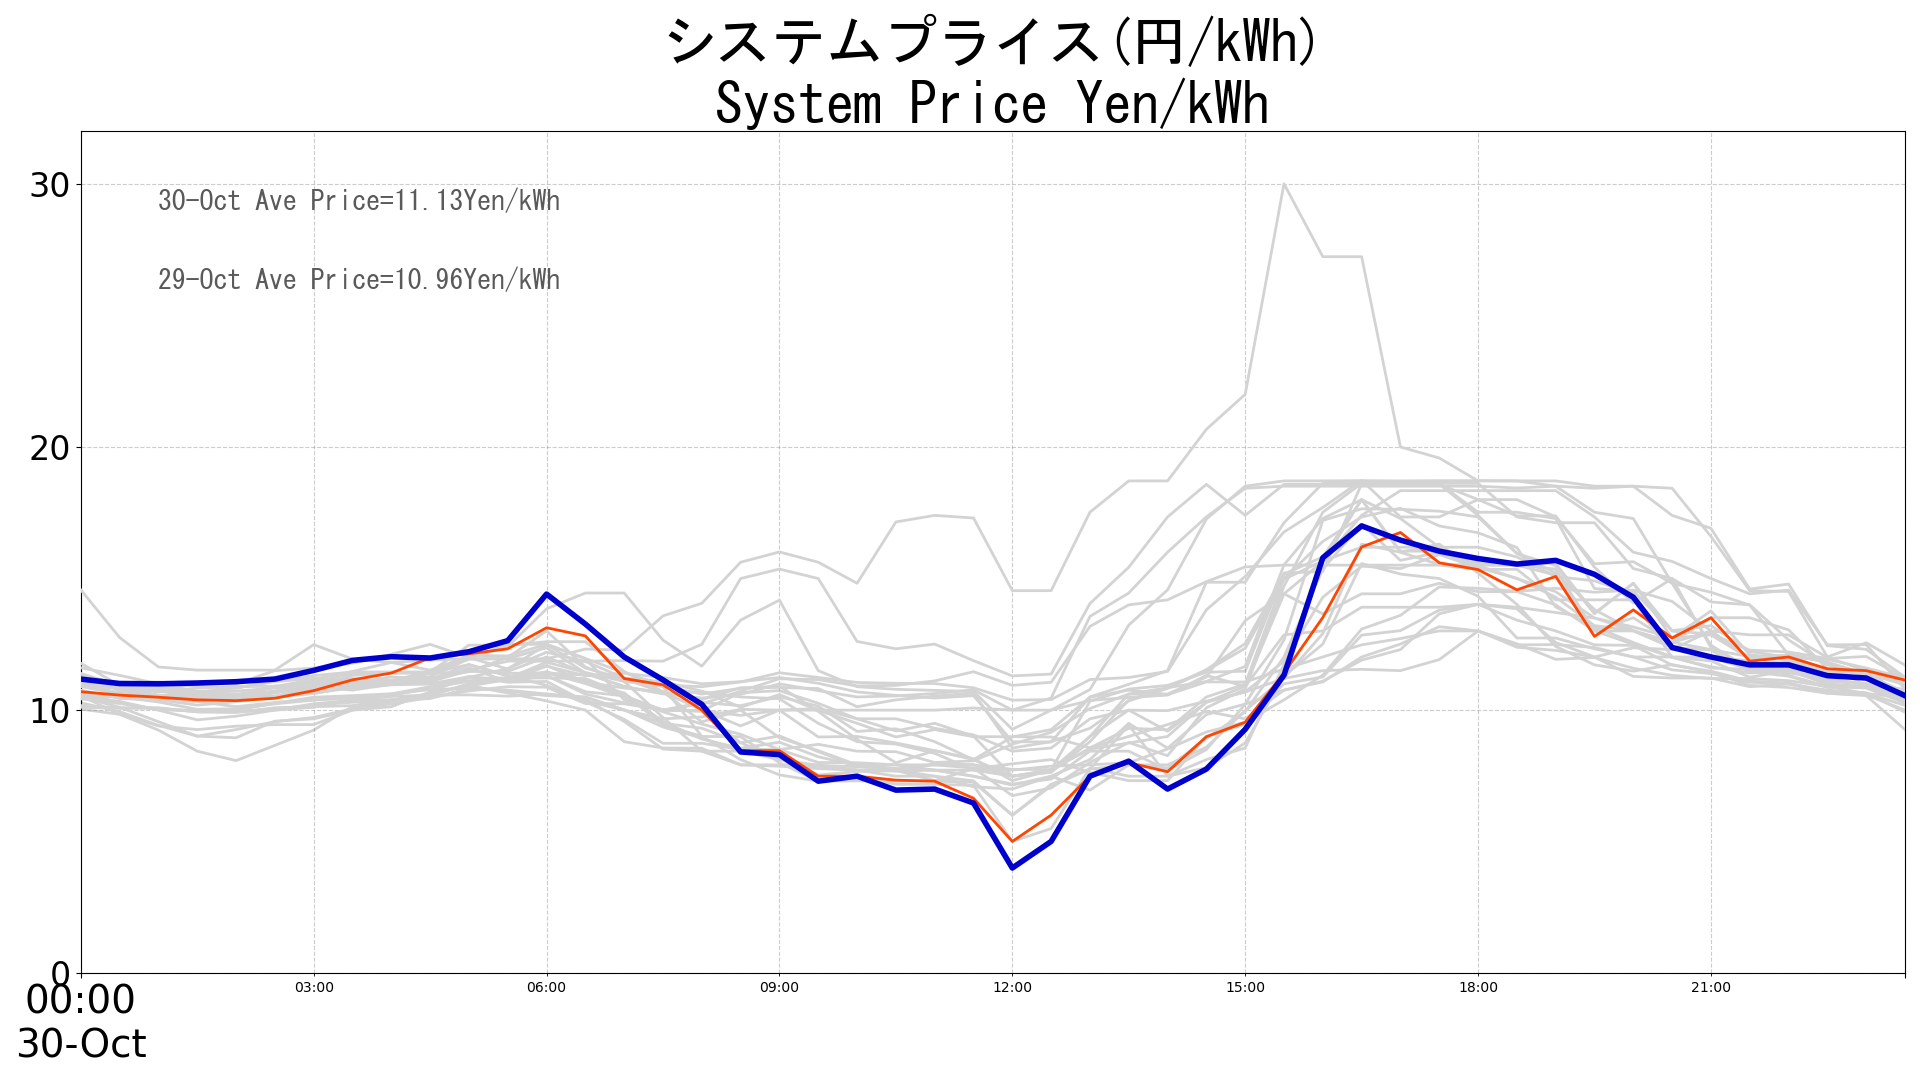 システムプライス(円/kWh)
System Price Yen/kWh
30
30-Oct Ave Price=11.13Yen/kWh
29-Oct Ave Price=10.96Yen/kWh
20
10
0
00:00 03:00 06:00 09:00 12:00 15:00 18:00 21:00
30-Oct